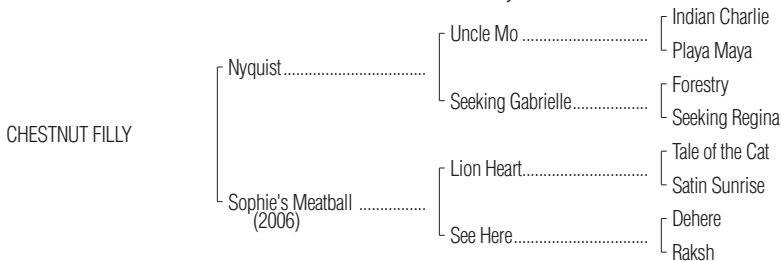 Indian Charlie
Uncle Mo ..............................
Playa Maya
Nyquist..................................
Forestry
Seeking Gabrielle..................
Seeking Regina
CHESTNUT FILLY
Tale of the Cat
Lion Heart..............................
Satin Sunrise
Sophie's Meatball ................
(2006)
Dehere
See Here................................
Raksh